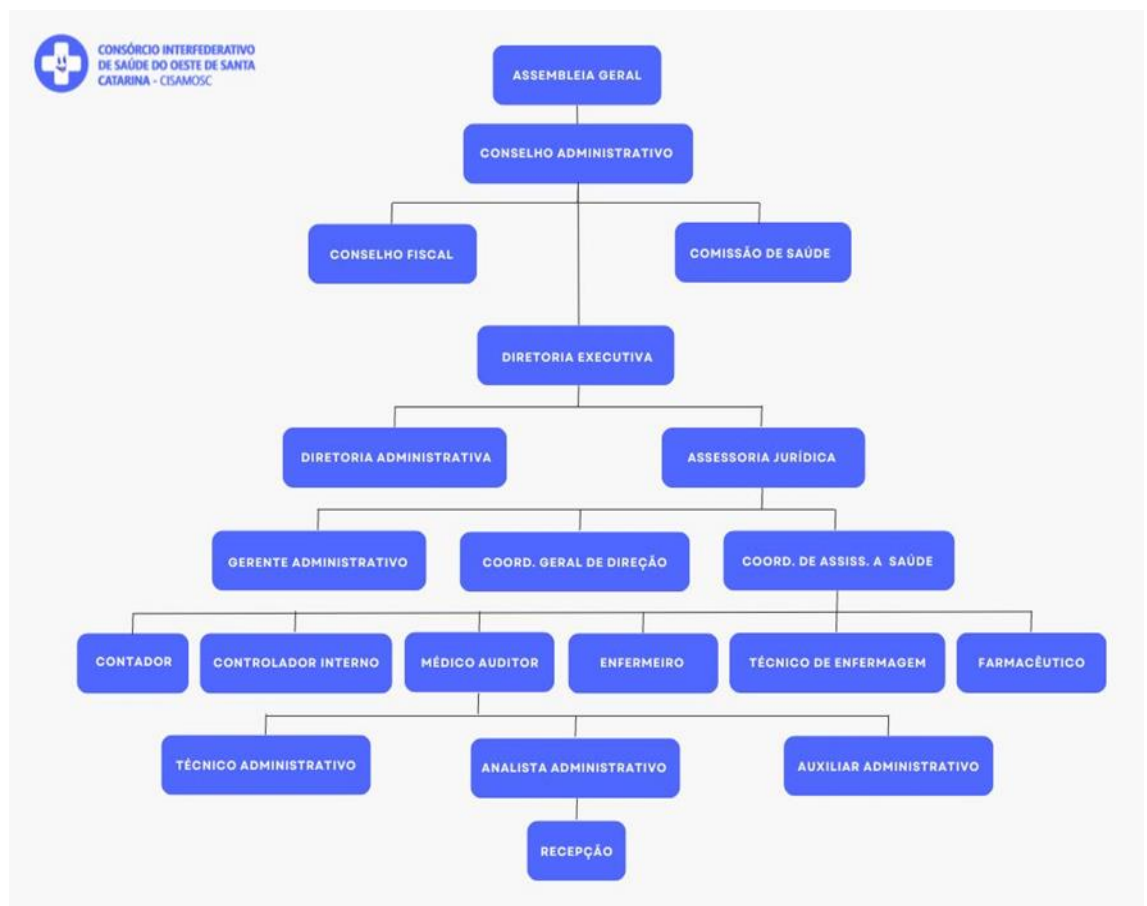 CONSÓRCIO INTERFEDERATIVO
DE SAÚDE DO OESTE DE SANTA
CATARINA - CISAMOSC
ASSEMBLEIA GERAL
CONSELHO ADMINISTRATIVO
CONSELHO FISCAL
COMISSÃO DE SAÚDE
DIRETORIA EXECUTIVA
DIRETORIA ADMINISTRATIVA
ASSESSORIA JURÍDICA
GERENTE ADMINISTRATIVO
COORD. GERAL DE DIREÇÃO
COORD. DE ASSISS. A SAÚDE
CONTADOR
CONTROLADOR INTERNO
MÉDICO AUDITOR
ENFERMEIRO
TÉCNICO DE ENFERMAGEM
FARMACÊUTICO
TÉCNICO ADMINISTRATIVO
ANALISTA ADMINISTRATIVO
AUXILIAR ADMINISTRATIVO
RECEPÇÃO